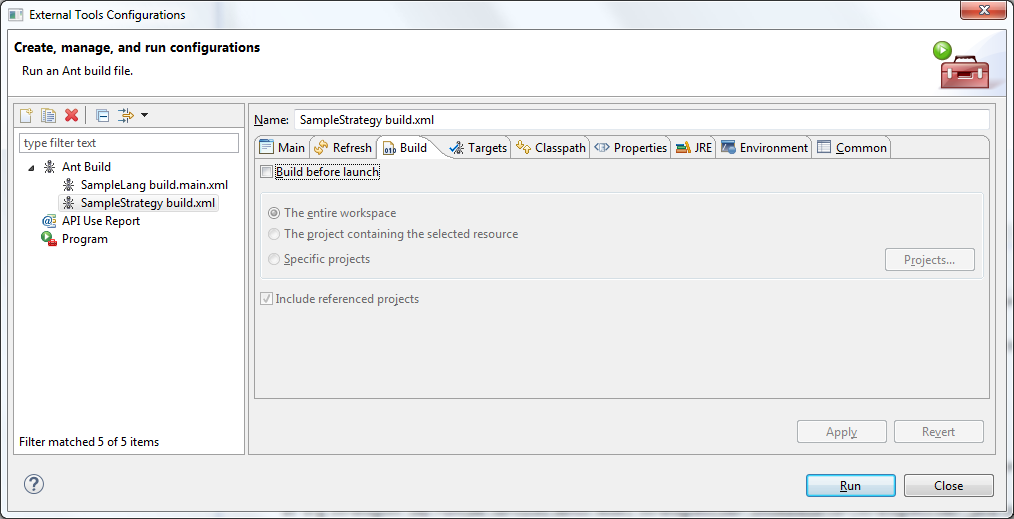 External Tools Configurations
Create, manage, and run configurations
Run an Ant build file.
type filter text
Ant Build
SampleLang build.main.xml
SampleStrategy build.xml
API Use Report
Program
Filter matched 5 of 5 items
Name: SampleStrategy build.xml
Main Refresh Build Targets Classpath Properties JRE Environment Common
Build before launch
The entire workspace
The project containing the selected resource
Specific projects
Projects...
Include referenced projects
Apply Revert
Run Close